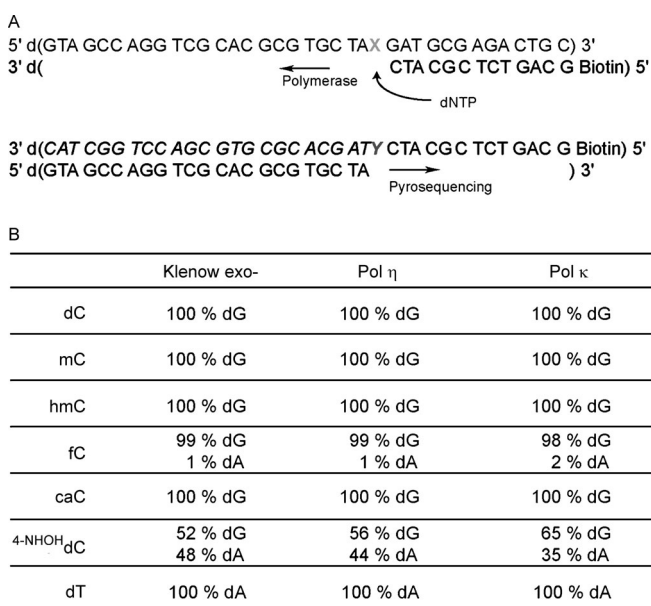 A
5' d(GTA GCC AGG TCG CAC GCG TGC TAX GAT GCG AGA CTG C) 3'
3' d( CTA CGC TCT GAC G Biotin) 5'
Polymerase
dNTP
3' d(CAT CGG TCC AGC GTG CGC ACG ATY CTA CGC TCT GAC G Biotin) 5'
5' d(GTA GCC AGG TCG CAC GCG TGC TA ) 3'
Pyrosequencing
B
Klenow exo- Pol η Pol κ
dC 100 % dG 100 % dG 100 % dG
mC 100 % dG 100 % dG 100 % dG
hmC 100 % dG 100 % dG 100 % dG
fC 99 % dG 99 % dG 98 % dG
1 % dA 1 % dA 2 % dA
caC 100 % dG 100 % dG 100 % dG
4-NHOHdC 52 % dG 56 % dG 65 % dG
48 % dA 44 % dA 35 % dA
dT 100 % dA 100 % dA 100 % dA